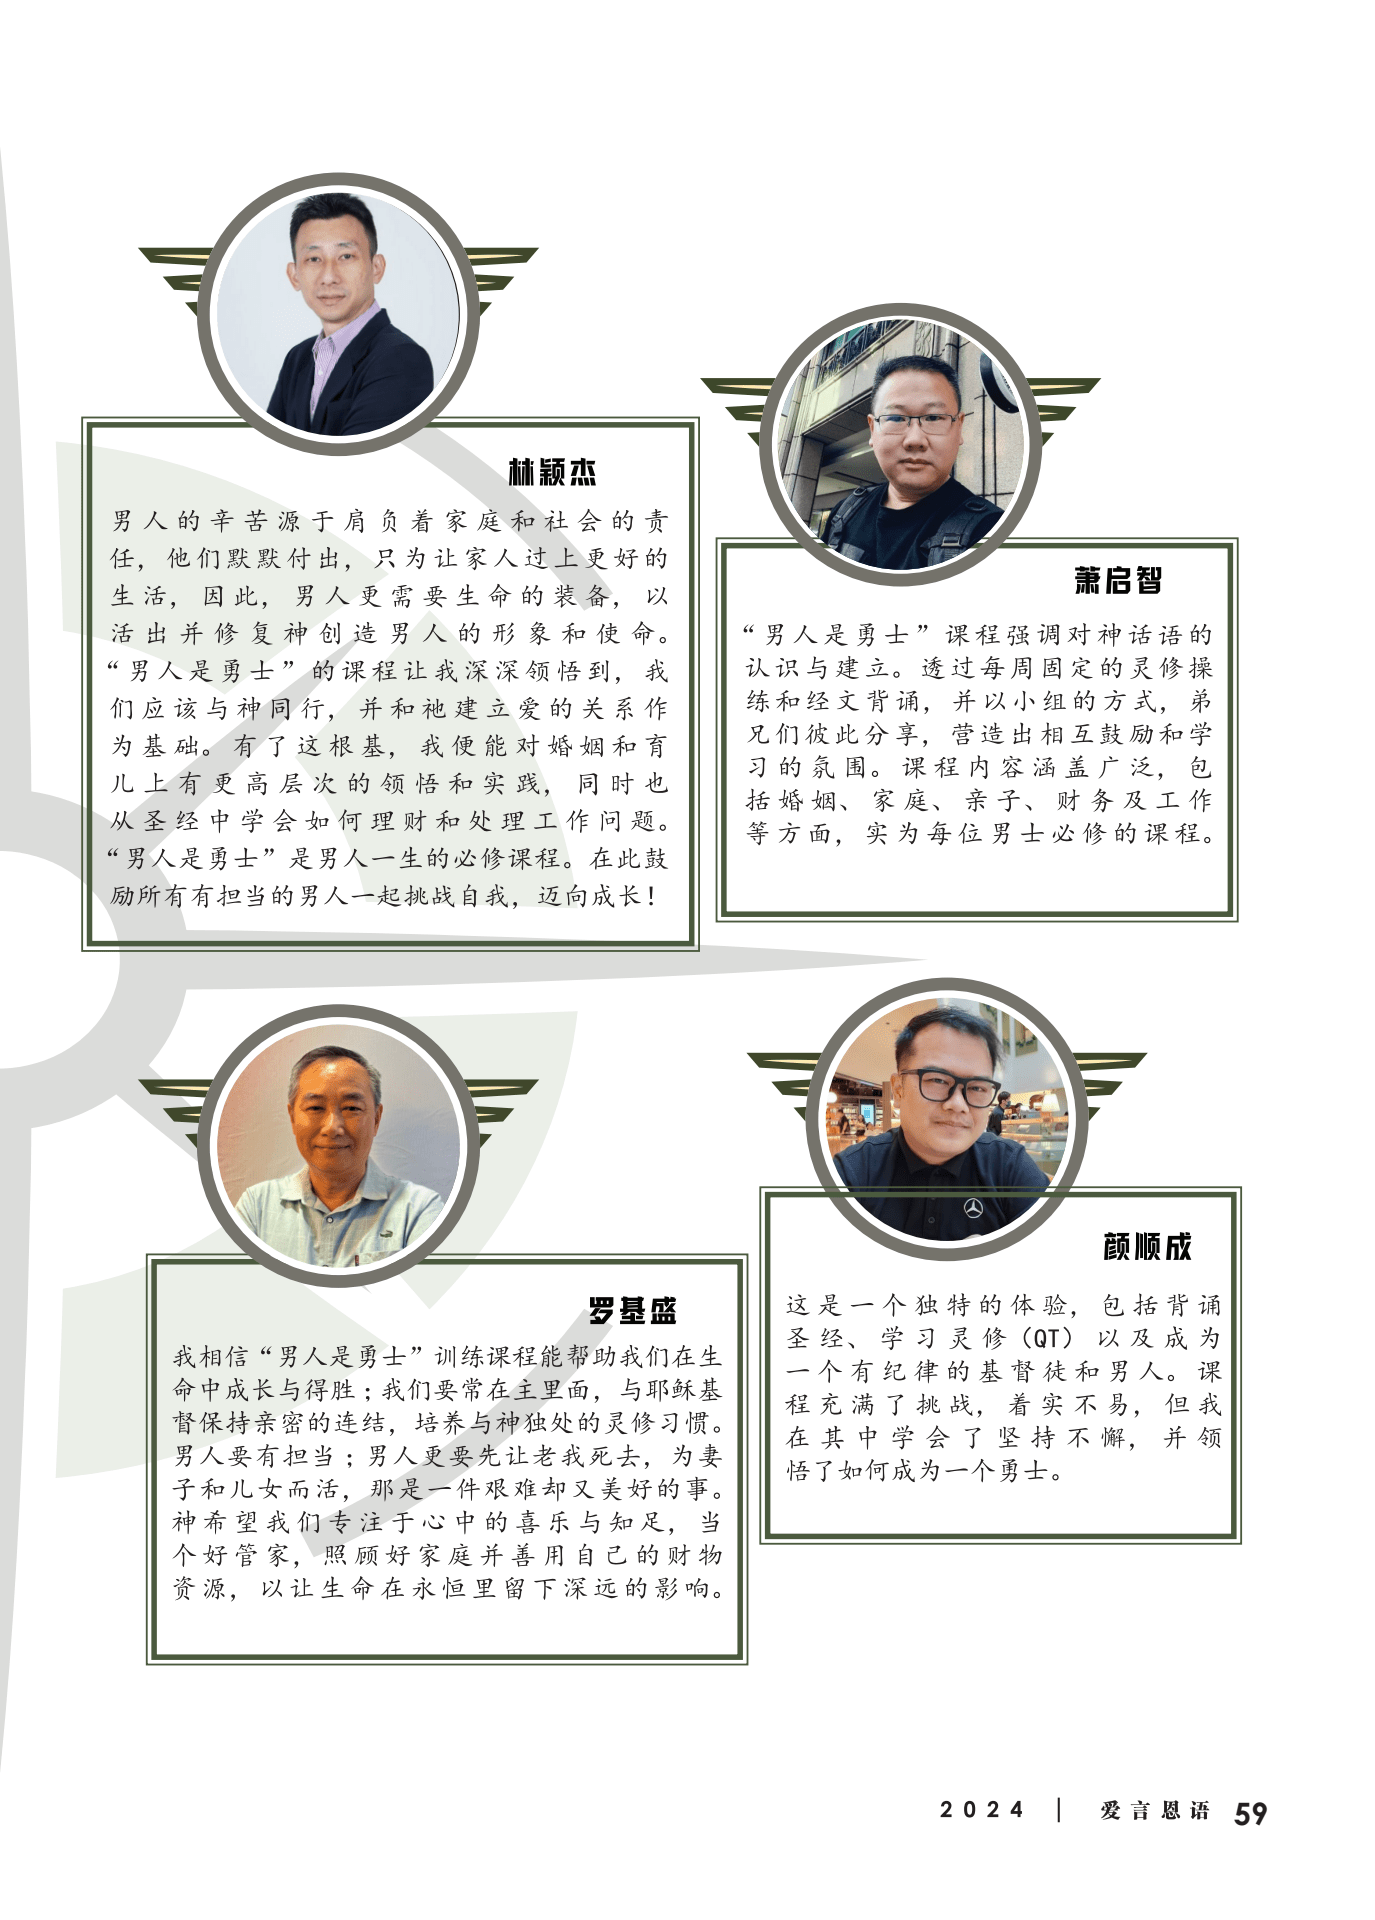 林颖杰
男人的辛苦源于肩负着家庭和社会的责
任，他们默默付出，只为让家人过上更好的
生活，因此，男人更需要生命的装备，以
活出并修复神创造男人的形象和使命。
“男人是勇士”的课程让我深深领悟到，我
们应该与神同行，并和祂建立爱的关系作
为基础。有了这根基，我便能对婚姻和育
儿上有更高层次的领悟和实践，同时也
从圣经中学会如何理财和处理工作问题。
“男人是勇士”是男人一生的必修课程。在此鼓
励所有有担当的男人一起挑战自我，迈向成长！
萧启智
“男人是勇士”课程强调对神话语的
认识与建立。透过每周固定的灵修操
练和经文背诵，并以小组的方式，弟
兄们彼此分享，营造出相互鼓励和学
习的氛围。课程内容涵盖广泛，包
括婚姻、家庭、亲子、财务及工作
等方面，实为每位男士必修的课程。
罗基盛
我相信“男人是勇士”训练课程能帮助我们在生
命中成长与得胜；我们要常在主里面，与耶稣基
督保持亲密的连结，培养与神独处的灵修习惯。
男人要有担当；男人更要先让老我死去，为妻
子和儿女而活，那是一件艰难却又美好的事。
神希望我们专注于心中的喜乐与知足，当
个好管家，照顾好家庭并善用自己的财物
资源，以让生命在永恒里留下深远的影响。
颜顺成
这是一个独特的体验，包括背诵
圣经、学习灵修（QT）以及成为
一个有纪律的基督徒和男人。课
程充满了挑战，着实不易，但我
在其中学会了坚持不懈，并领
悟了如何成为一个勇士。
2024 | 爱言恩语 59